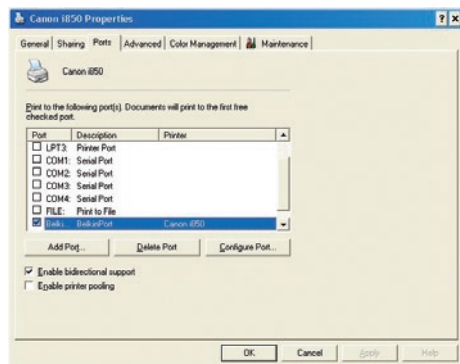 Canon i850 Properties
General Sharing Ports Advanced Color Management Maintenance
Canon i850
Print to the following port(s). Documents will print to the first free
checked port.
Port Description Printer
LPT3: Printer Port
COM1: Serial Port
COM2: Serial Port
COM3: Serial Port
COM4: Serial Port
FILE: Print to File
Belki... BelkinPort Canon i850
Add Port... Delete Port Configure Port...
Enable bidirectional support
Enable printer pooling
OK Cancel Apply Help